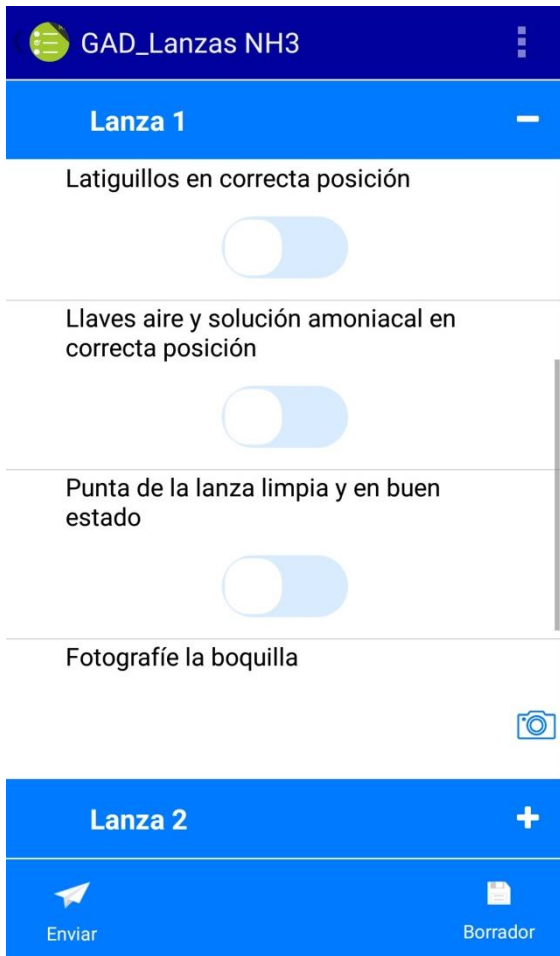 GAD_Lanzas NH3
Lanza 1
Latiguillos en correcta posición
Llaves aire y solución amoniacal en
correcta posición
Punta de la lanza limpia y en buen
estado
Fotografíe la boquilla
Lanza 2
Enviar
Borrador